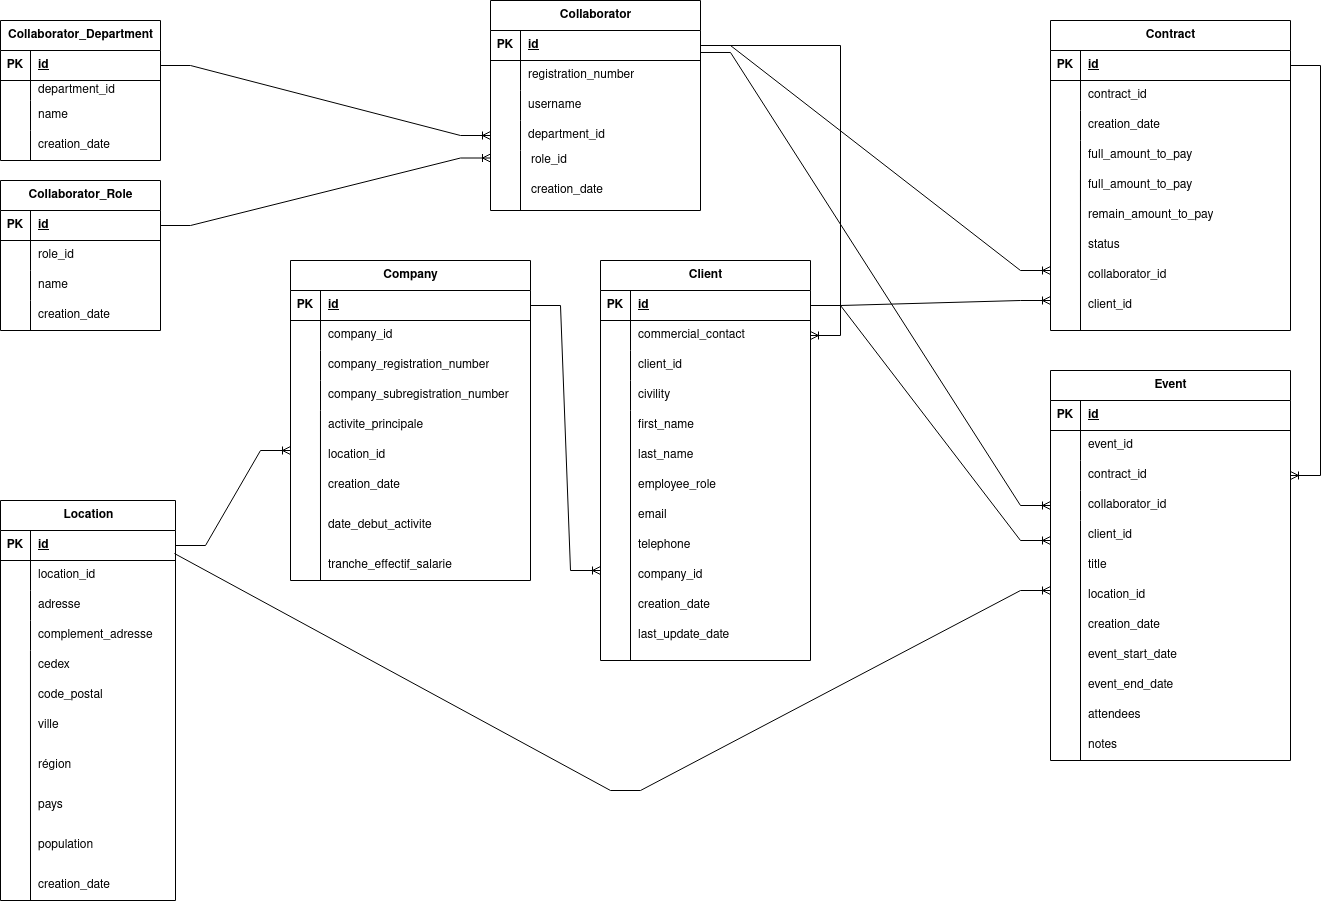 Collaborator_Department
PK id
department_id
name
creation_date
Collaborator_Role
PK id
role_id
name
creation_date
Collaborator
PK id
registration_number
username
department_id
role_id
creation_date
Company
PK id
company_id
company_registration_number
company_subregistration_number
activite_principale
location_id
creation_date
date_debut_activite
tranche_effectif_salarie
Client
PK id
commercial_contact
client_id
civility
first_name
last_name
employee_role
email
telephone
company_id
creation_date
last_update_date
Contract
PK id
contract_id
creation_date
full_amount_to_pay
full_amount_to_pay
remain_amount_to_pay
status
collaborator_id
client_id
Event
PK id
event_id
contract_id
collaborator_id
client_id
title
location_id
creation_date
event_start_date
event_end_date
attendees
notes
Location
PK id
location_id
adresse
complement_adresse
cedex
code_postal
ville
région
pays
population
creation_date